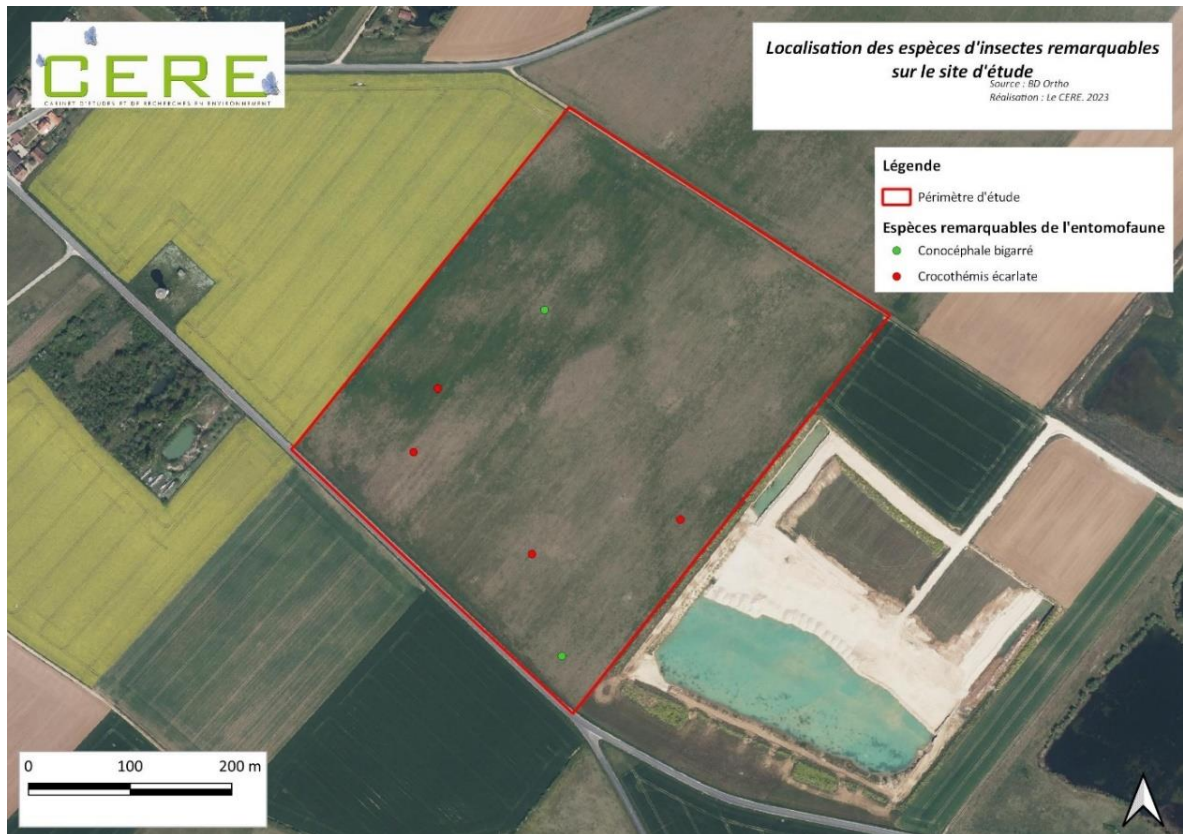 CERE
CABINET D'ETUDES ET DE RECHERCHES EN ENVIRONNEMENT
Localisation des espèces d'insectes remarquables
sur le site d'étude
Source : BD Ortho
Réalisation : Le CERE, 2023
Légende
Périmètre d'étude
Espèces remarquables de l'entomofaune
Conocéphale bigarré
Crocothémis écarlate
0 100 200 m